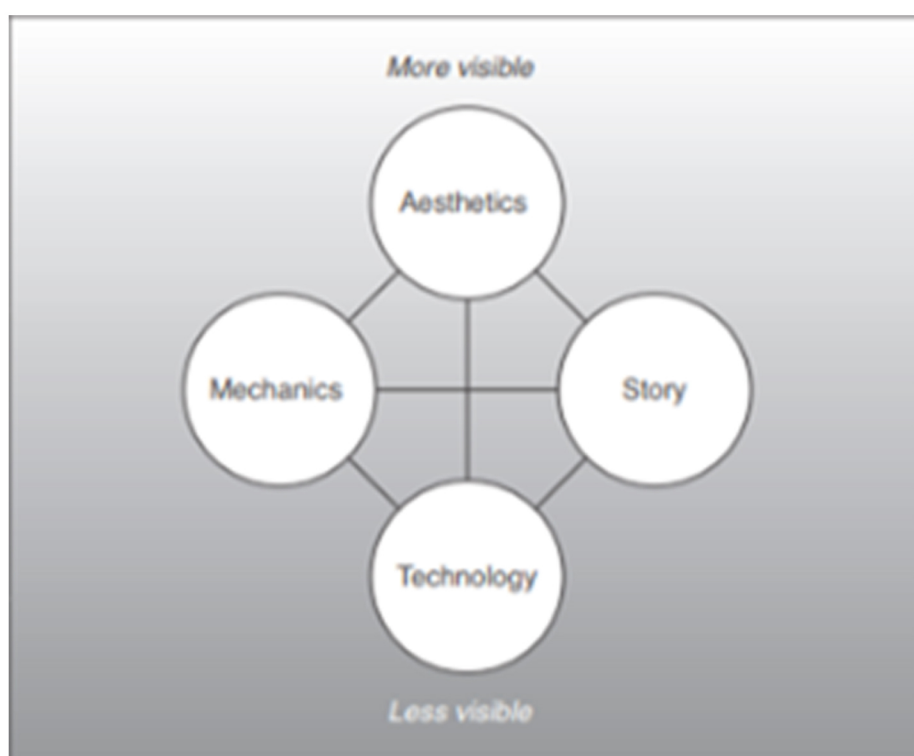 More visible
Aesthetics
Mechanics
Story
Technology
Less visible